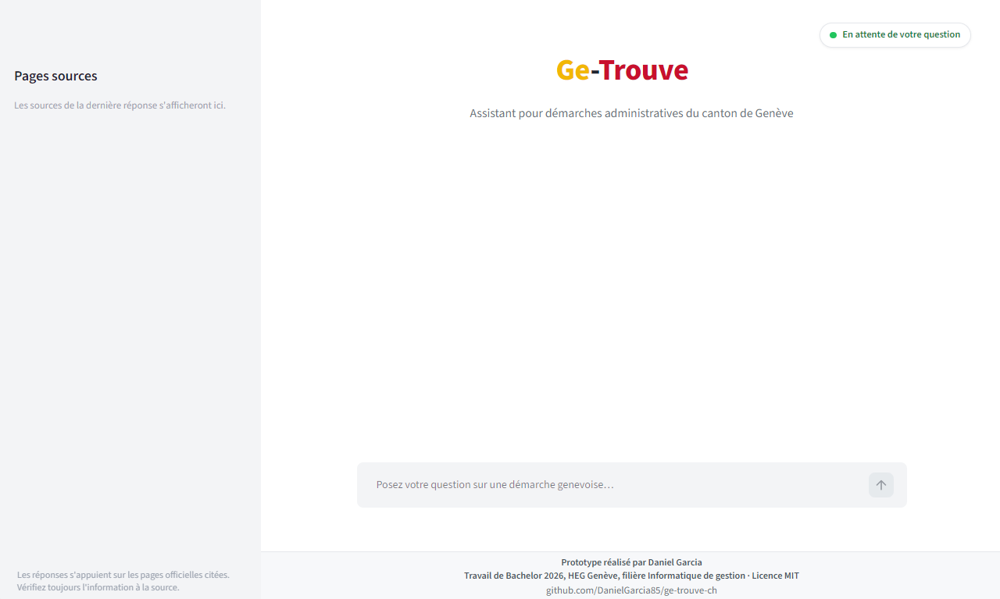 En attente de votre question
Pages sources
Les sources de la dernière réponse s'afficheront ici.
Ge-Trouve
Assistant pour démarches administratives du canton de Genève
Posez votre question sur une démarche genevoise…
Les réponses s'appuient sur les pages officielles citées.
Vérifiez toujours l'information à la source.
Prototype réalisé par Daniel Garcia
Travail de Bachelor 2026, HEG Genève, filière Informatique de gestion · Licence MIT
github.com/DanielGarcia85/ge-trouve-ch